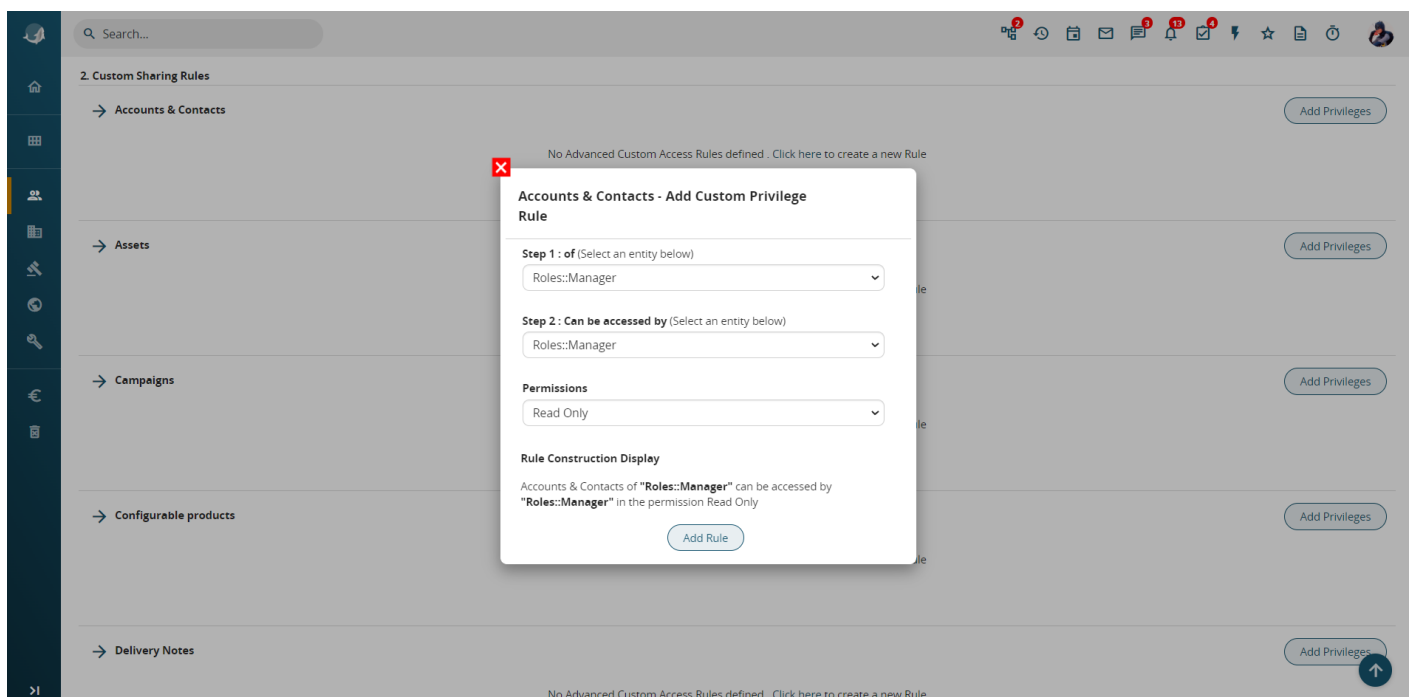 Search...
2
3
13
4
2. Custom Sharing Rules
Accounts & Contacts
Add Privileges
No Advanced Custom Access Rules defined . Click here to create a new Rule
Accounts & Contacts - Add Custom Privilege
Rule
Step 1 : of (Select an entity below)
Roles::Manager
Step 2 : Can be accessed by (Select an entity below)
Roles::Manager
Permissions
Read Only
Rule Construction Display
Accounts & Contacts of "Roles::Manager" can be accessed by
"Roles::Manager" in the permission Read Only
Add Rule
Assets
Add Privileges
Campaigns
Add Privileges
Configurable products
Add Privileges
Delivery Notes
Add Privileges
No Advanced Custom Access Rules defined . Click here to create a new Rule